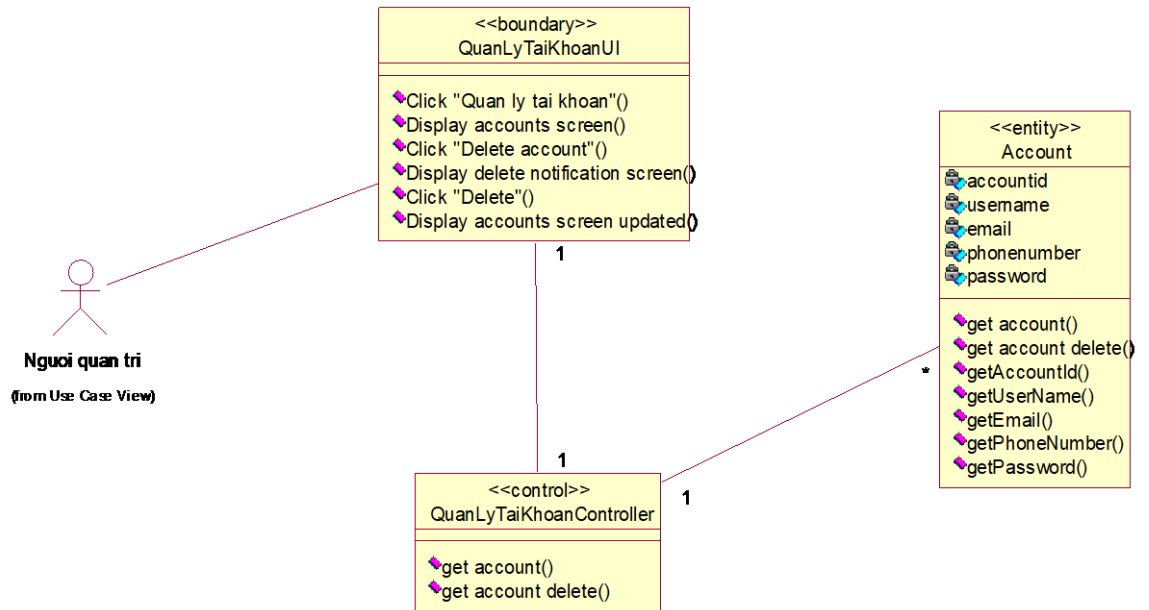 <<boundary>>
QuanLyTaiKhoanUI
Click "Quan ly tai khoan"()
Display accounts screen()
Click "Delete account"()
Display delete notification screen()
Click "Delete"()
Display accounts screen updated()
1
Nguoi quan tri
(from Use Case View)
<<entity>>
Account
accountid
username
email
phonenumber
password
get account()
get account delete()
getAccountId()
getUserName()
getEmail()
getPhoneNumber()
getPassword()
*
1
1
<<control>>
QuanLyTaiKhoanController
get account()
get account delete()